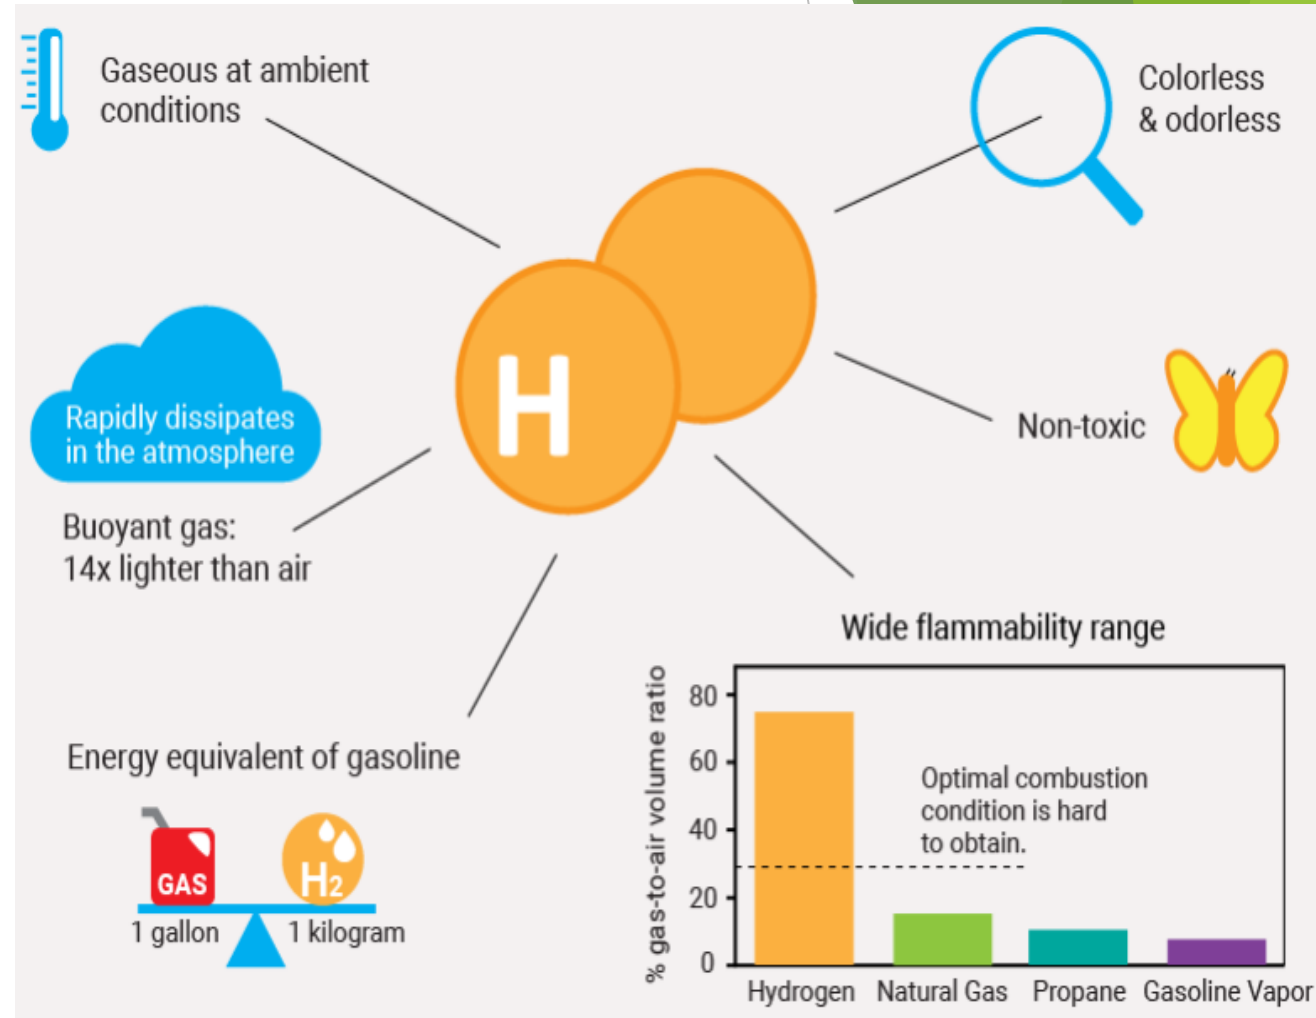 Gaseous at ambient
conditions
Colorless
& odorless
H
Rapidly dissipates
in the atmosphere
Buoyant gas:
14x lighter than air
Non-toxic
Energy equivalent of gasoline
GAS
H2
1 gallon
1 kilogram
Wide flammability range
% gas-to-air volume ratio
80
60
40
20
0
Optimal combustion
condition is hard
to obtain.
Hydrogen
Natural Gas
Propane
Gasoline Vapor